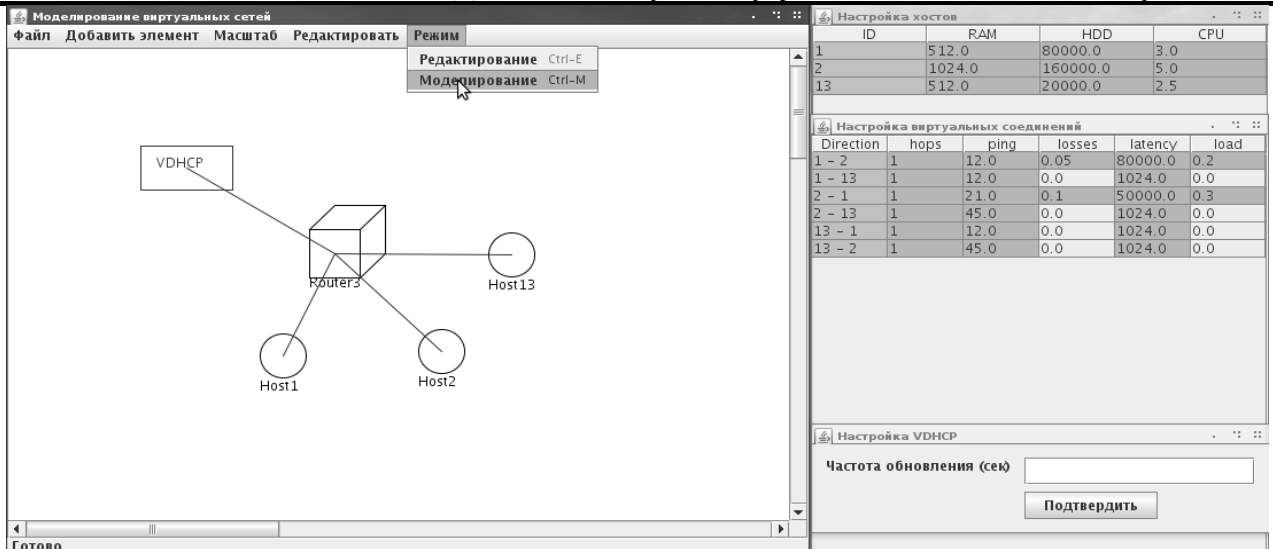 Моделирование виртуальных сетей
Файл Добавить элемент Масштаб Редактировать Режим
Редактирование Ctrl-E
Моделирование Ctrl-M
VDHCP
Router3
Host13
Host1
Host2
Готово
Настройка хостов
ID RAM HDD CPU
1 512.0 80000.0 3.0
2 1024.0 160000.0 5.0
13 512.0 20000.0 2.5
Настройка виртуальных соединений
Direction hops ping losses latency load
1 – 2 1 12.0 0.05 80000.0 0.2
1 – 13 1 12.0 0.0 1024.0 0.0
2 – 1 1 21.0 0.1 50000.0 0.3
2 – 13 1 45.0 0.0 1024.0 0.0
13 – 1 1 12.0 0.0 1024.0 0.0
13 – 2 1 45.0 0.0 1024.0 0.0
Настройка VDHCP
Частота обновления (сек)
Подтвердить